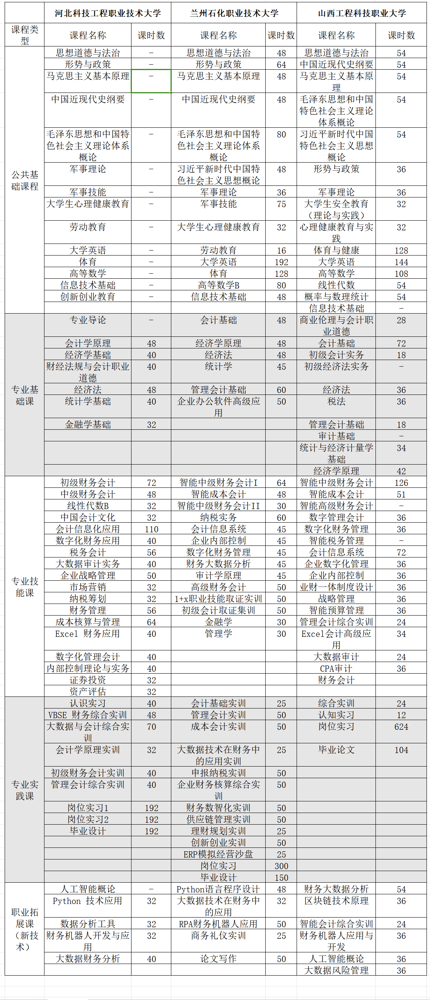 河北科技工程职业技术大学 兰州石化职业技术大学 山西工程科技职业大学
课程类型 课程名称 课时数 课程名称 课时数 课程名称 课时数
公共基础课程
思想道德与法治 - 思想道德与法治 48 思想道德与法治 54
形势与政策 - 形势与政策 64 中国近现代史纲要 54
马克思主义基本原理 - 马克思主义基本原理 48 马克思主义基本原理 54
中国近现代史纲要 - 中国近现代史纲要 48 毛泽东思想和中国特色社会主义理论体系概论 54
毛泽东思想和中国特色社会主义理论体系概论 - 毛泽东思想和中国特色社会主义理论体系概论 80 习近平新时代中国特色社会主义思想概论 54
军事理论 - 习近平新时代中国特色社会主义思想概论 48 形势与政策 36
军事技能 - 军事理论 36 军事理论 36
大学生心理健康教育 - 军事技能 75 大学生安全教育（理论与实践） 32
劳动教育 - 大学生心理健康教育 32 心理健康教育与实践 32
大学英语 - 劳动教育 16 体育与健康 128
体育 - 大学英语 192 大学英语 144
高等数学 - 体育 128 高等数学 108
信息技术基础 - 高等数学B 80 线性代数 54
创新创业教育 - 信息技术基础 48 概率与数理统计 54
信息技术基础 -
专业基础课
专业导论 - 会计基础 48 商业伦理与会计职业道德 28
会计学原理 48 经济学原理 48 会计基础 72
经济学基础 40 经济法 48 初级会计实务 18
财经法规与会计职业道德 40 统计学 45 初级经济法实务 -
经济法 48 管理会计基础 60 经济法 36
统计学基础 40 企业办公软件高级应用 50 税法 36
金融学基础 32 管理会计基础 18
审计基础 -
统计与经济计量学基础 34
经济学原理 42
专业技能课
初级财务会计 72 智能中级财务会计I 64 智能中级财务会计 126
中级财务会计 48 智能成本会计 48 智能成本会计 51
线性代数B 32 智能中级财务会计II 30 智能高级财务会计 -
中国会计文化 32 纳税实务 60 数字管理会计 36
会计信息化应用 110 会计信息系统 45 数字化财务管理 36
数字化财务应用 40 企业内部控制 45 智能税务管理 -
税务会计 56 数字化财务管理 45 会计信息系统 72
大数据审计实务 40 财务大数据分析 45 企业数字化管理 36
企业战略管理 50 审计学原理 45 企业内部控制 36
市场营销 32 高级财务会计 50 业财一体制度设计 36
纳税筹划 32 1+x职业技能取证实训 50 战略管理 36
财务管理 56 初级会计取证集训 50 智能预算管理 36
成本核算与管理 64 金融学 30 管理会计综合实训 24
Excel 财务应用 40 管理学 30 Excel会计高级应用 34
数字化管理会计 40 大数据审计 24
内部控制理论与实务 40 CPA审计 36
证券投资 32 财务会计
资产评估 32
专业实践课
认识实习 40 会计基础实训 25 综合实训 24
VBSE 财务综合实训 48 管理会计实训 50 认知实习 12
大数据与会计综合实训 70 成本会计实训 50 岗位实习 624
会计学原理实训 32 大数据技术在财务中的应用实训 25 毕业论文 104
初级财务会计实训 40 申报纳税实训 50
管理会计综合实训 40 企业财务核算综合实训 50
岗位实习1 192 财务数智化实训 50
岗位实习2 192 供应链管理实训 50
毕业设计 192 理财规划实训 25
创新创业实训 50
ERP模拟经营沙盘 25
岗位实习 300
毕业设计 150
职业拓展课（新技术）
人工智能概论 - Python语言程序设计 48 财务大数据分析 54
Python 技术应用 32 大数据技术在财务中的应用 32 区块链技术原理 36
数据分析工具 32 RPA财务机器人应用 50 智能会计综合实训 24
财务机器人开发与应用 32 商务礼仪实训 25 财务机器人应用与开发 36
大数据财务分析 40 论文写作 50 人工智能概论 36
大数据风险管理 36